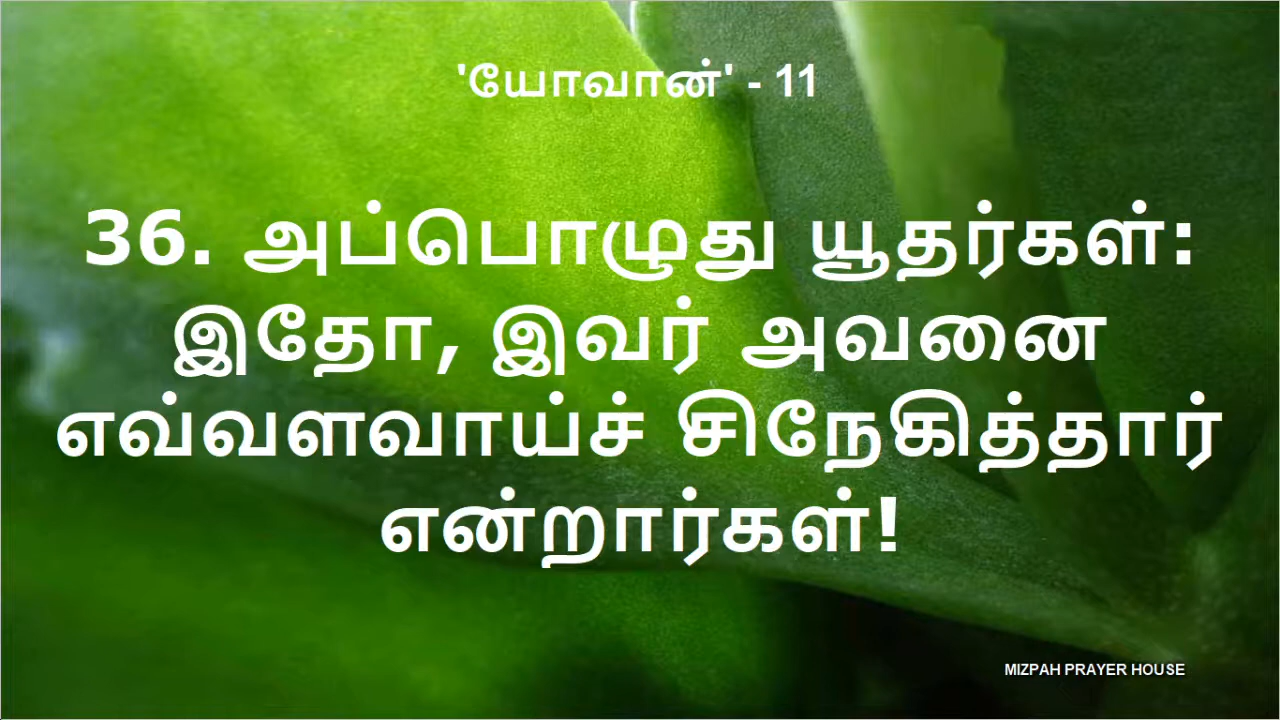 'யோவான்' - 11
36. அப்பொழுது யூதர்கள்:
இதோ, இவர் அவனை
எவ்வளவாய்ச் சிநேகித்தார்
என்றார்கள்!
MIZPAH PRAYER HOUSE